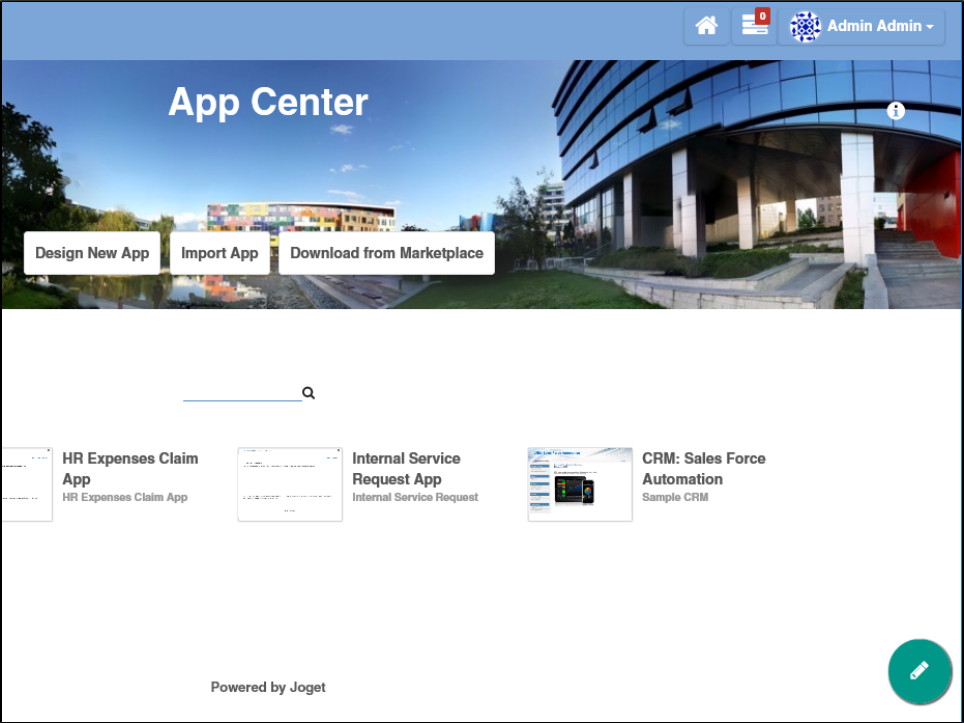 0
Admin Admin
App Center
Design New App
Import App
Download from Marketplace
HR Expenses Claim
App
HR Expenses Claim App
Internal Service
Request App
Internal Service Request
CRM: Sales Force
Automation
Sample CRM
Powered by Joget